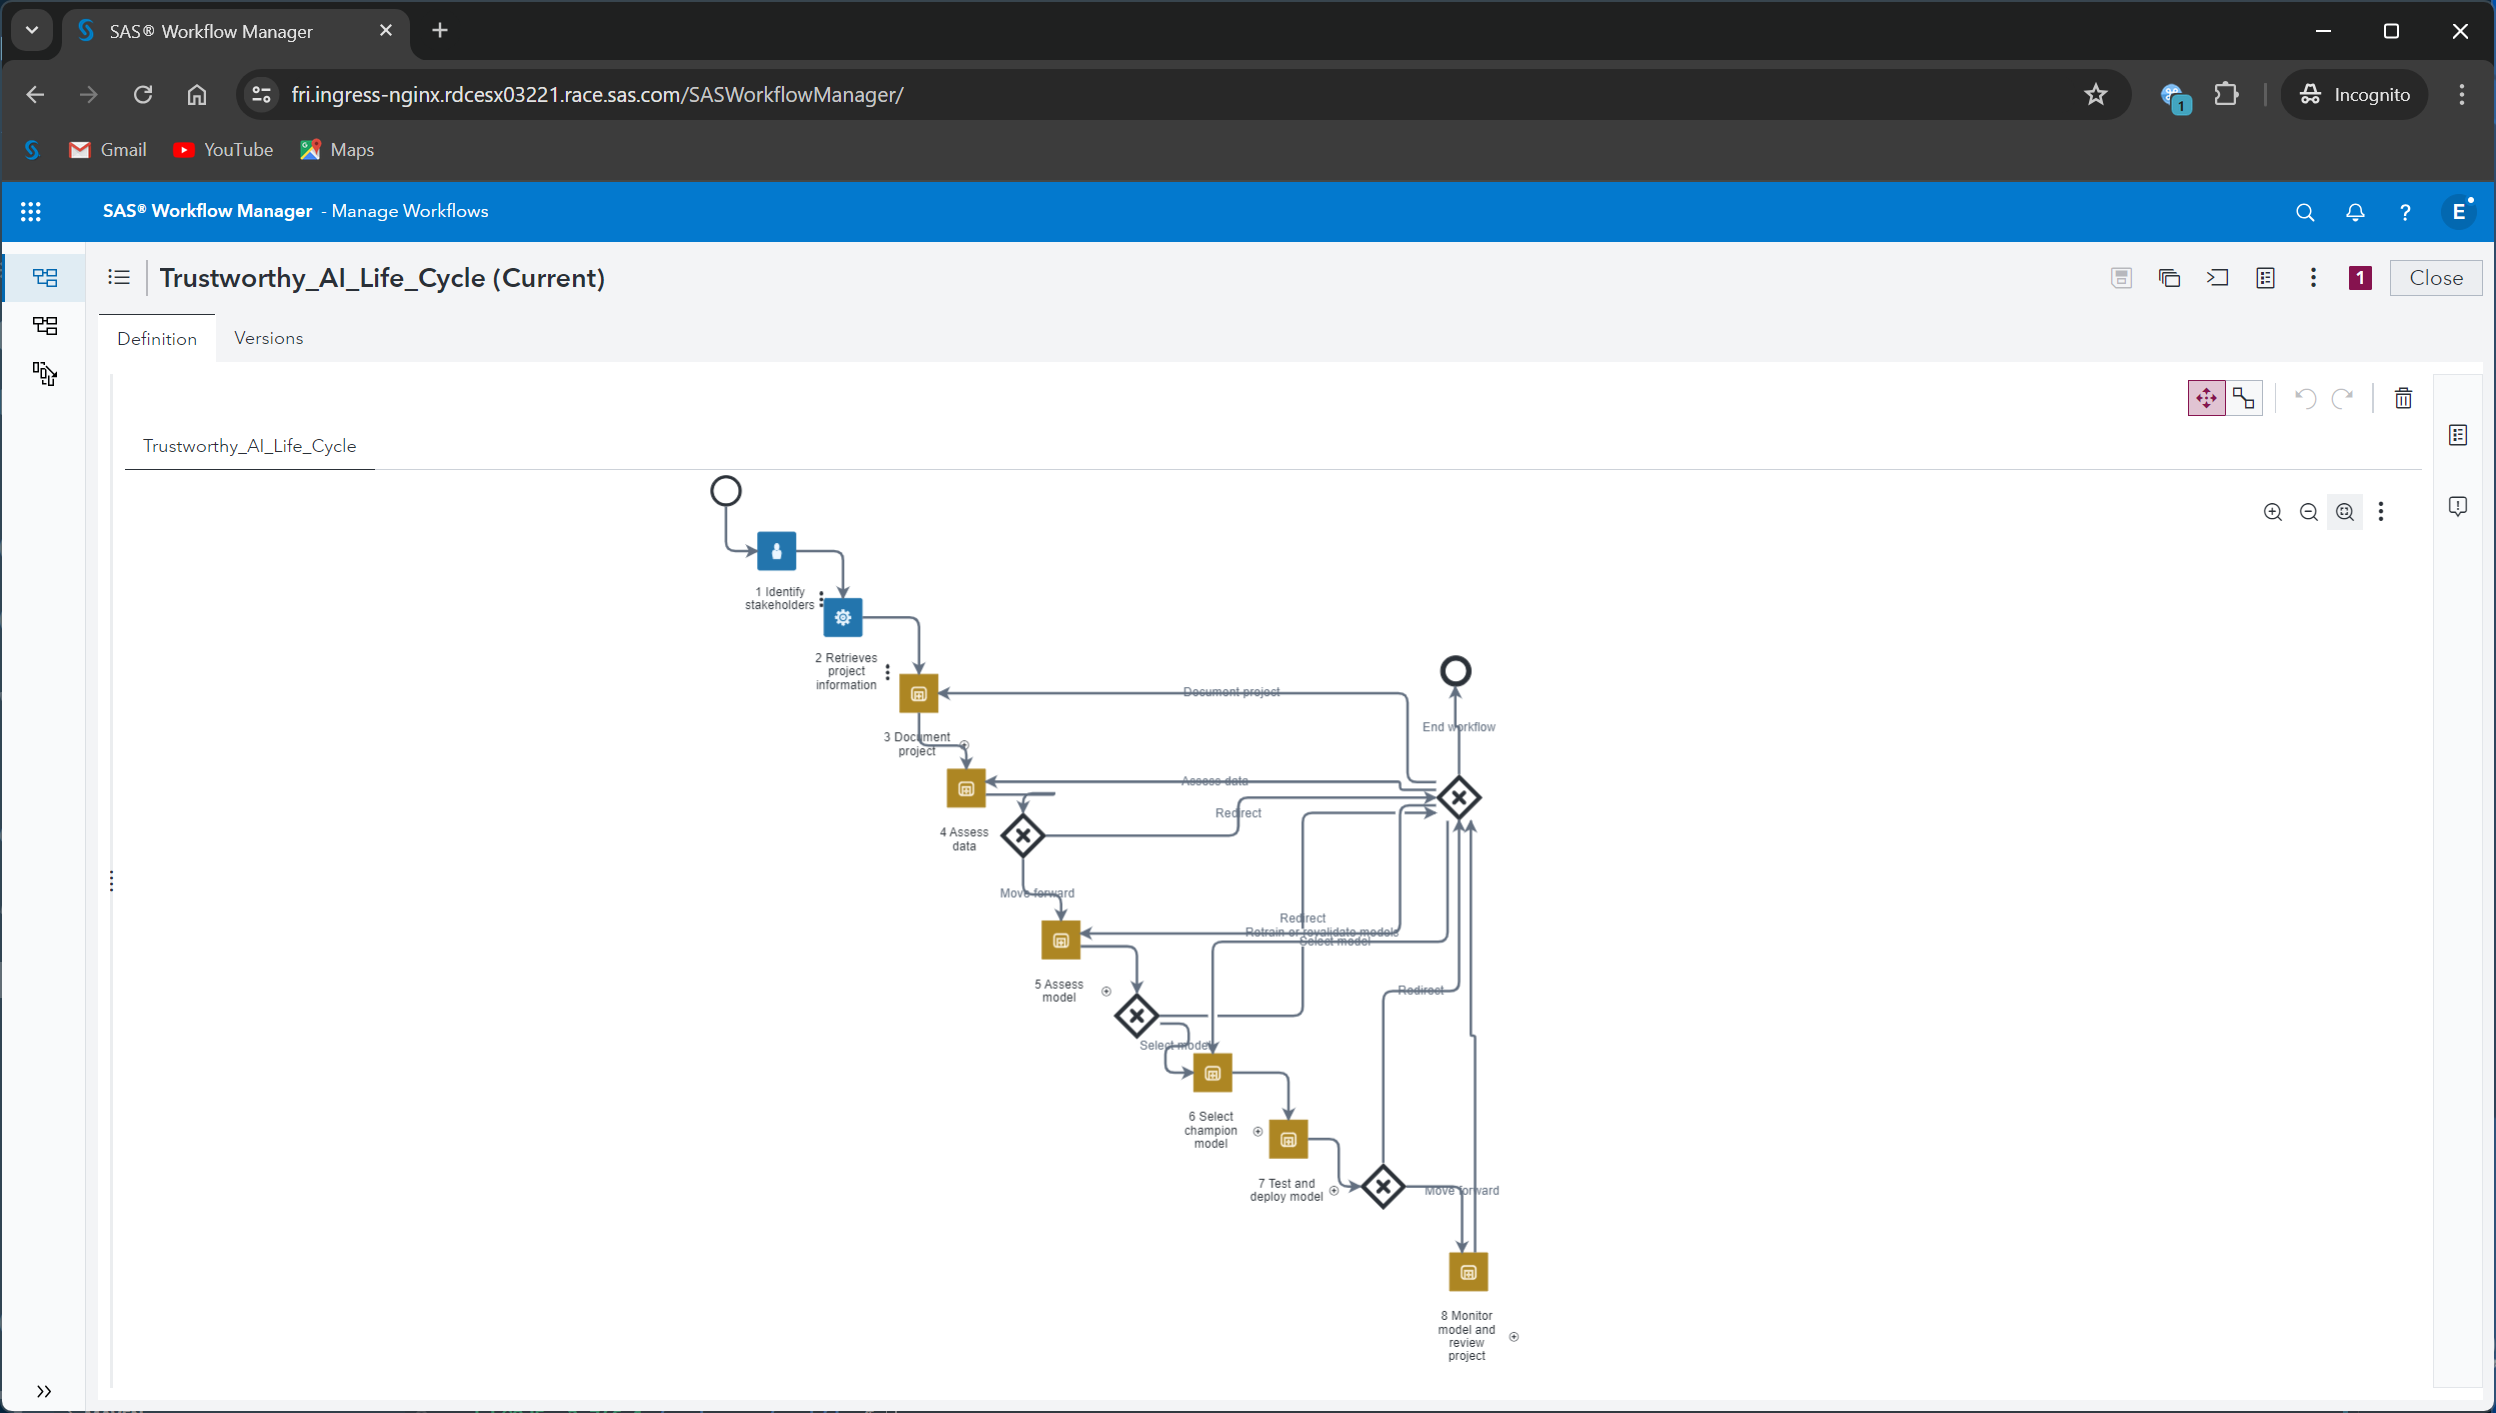 SAS® Workflow Manager
fri.ingress-nginx.rdcesx03221.race.sas.com/SASWorkflowManager/
1
Incognito
Gmail
YouTube
Maps
SAS® Workflow Manager - Manage Workflows
?
E
Trustworthy_AI_Life_Cycle (Current)
1
Close
Definition
Versions
Trustworthy_AI_Life_Cycle
1 Identify
stakeholders
2 Retrieves
project
information
Document project
End workflow
3 Document
project
Assess data
Redirect
4 Assess
data
Move forward
Redirect
Retrain or revalidate models
Select model
5 Assess
model
Redirect
Select model
6 Select
champion
model
7 Test and
deploy model
Move forward
8 Monitor
model and
review
project